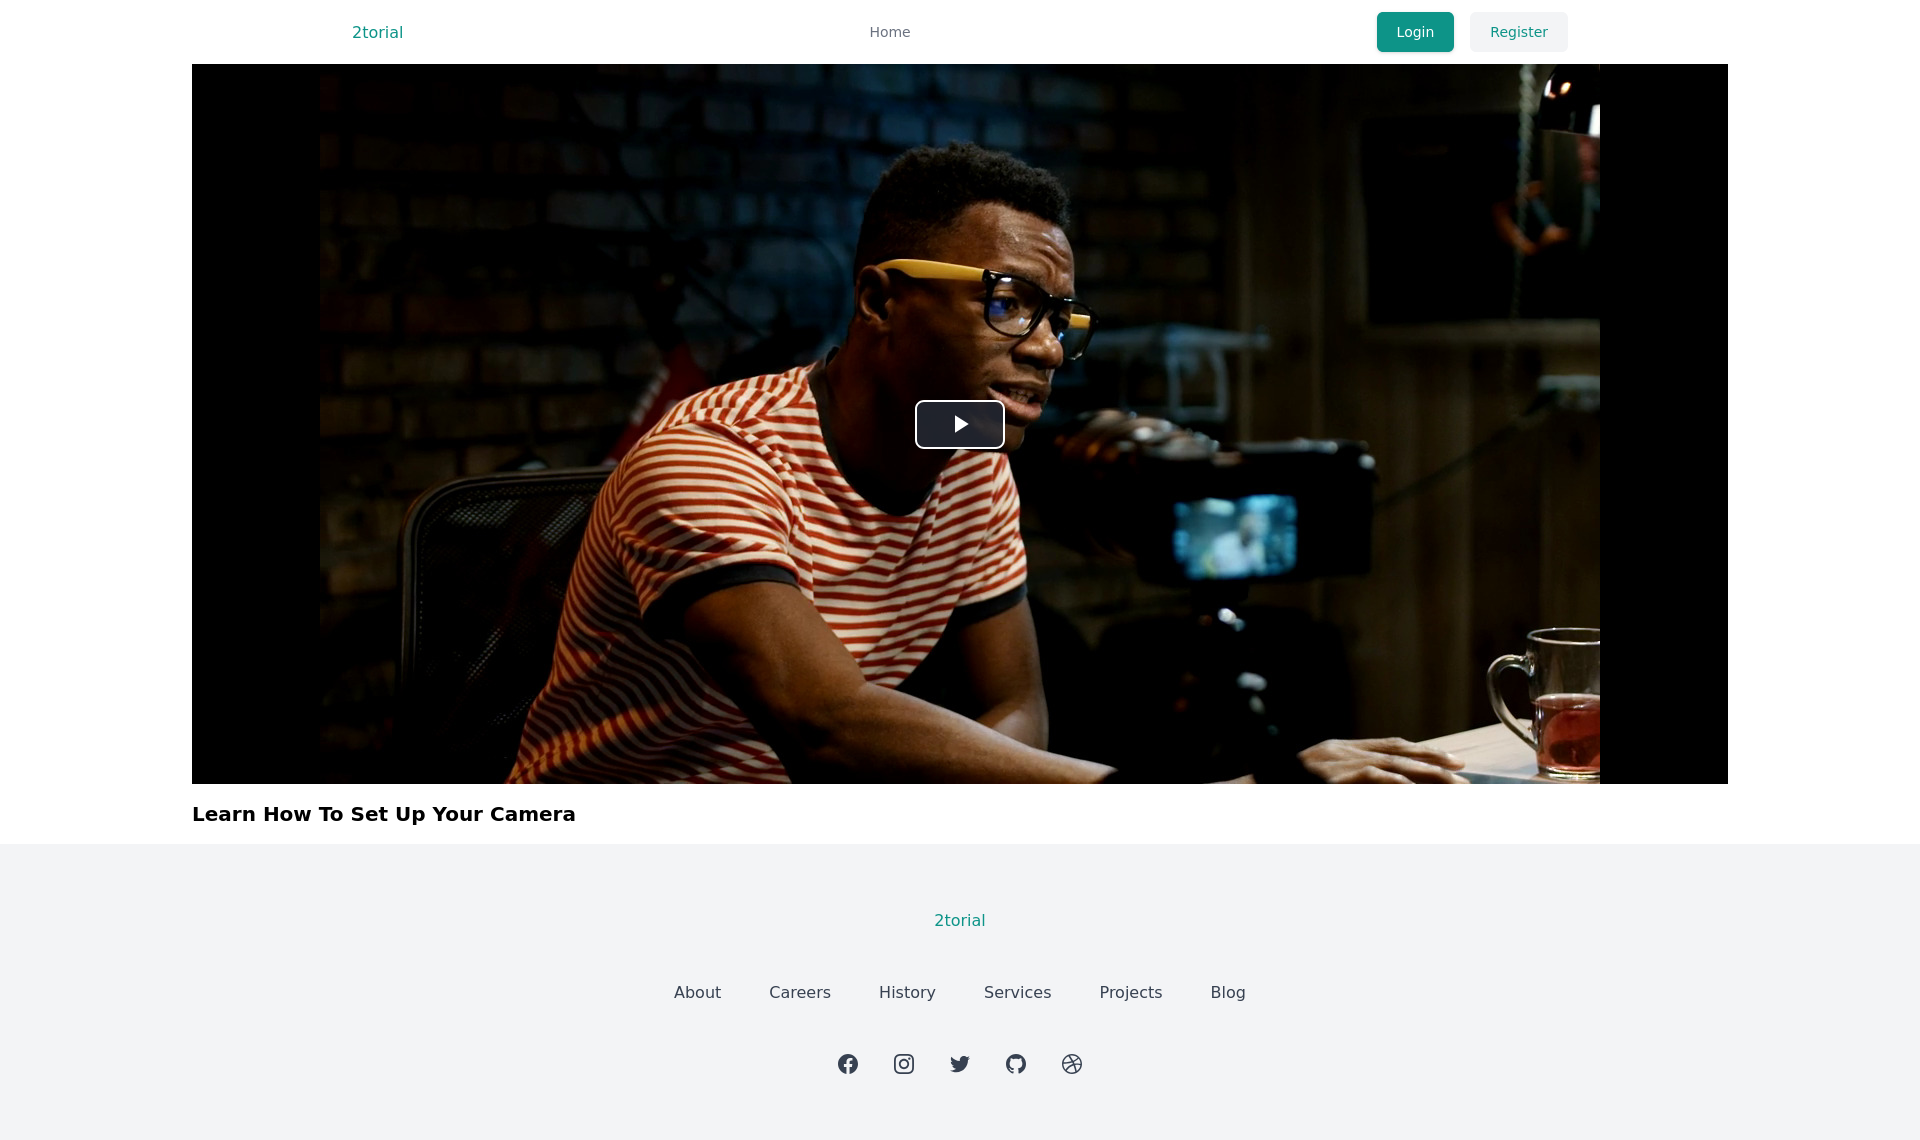 2torial
Home
Login
Register
Learn How To Set Up Your Camera
2torial
About
Careers
History
Services
Projects
Blog